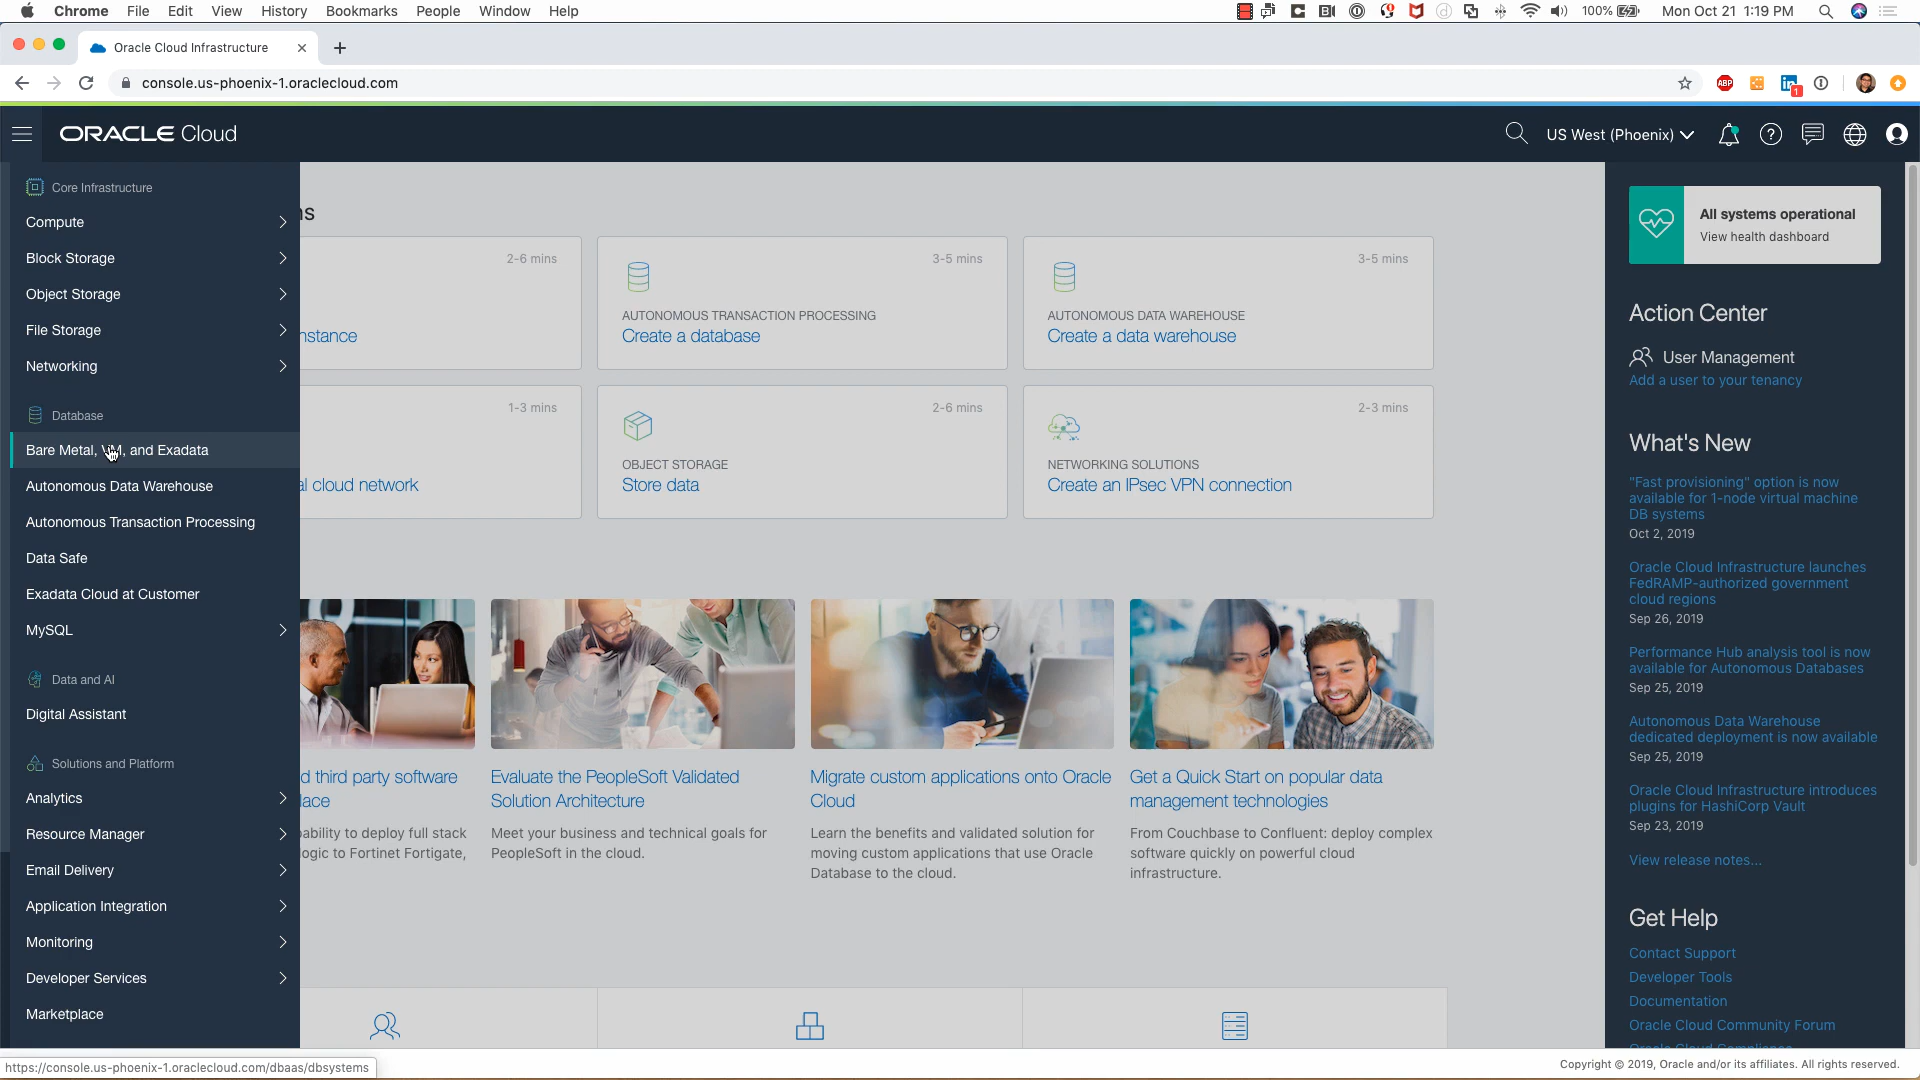 Chrome File Edit View History Bookmarks People Window Help
100% Mon Oct 21 1:19 PM
Oracle Cloud Infrastructure
console.us-phoenix-1.oraclecloud.com
ABP
1
ORACLE Cloud
US West (Phoenix)
Core Infrastructure
Compute
Block Storage
Object Storage
File Storage
Networking
Database
Bare Metal, VM, and Exadata
Autonomous Data Warehouse
Autonomous Transaction Processing
Data Safe
Exadata Cloud at Customer
MySQL
Data and AI
Digital Assistant
Solutions and Platform
Analytics
Resource Manager
Email Delivery
Application Integration
Monitoring
Developer Services
Marketplace
2-6 mins
nstance
3-5 mins
AUTONOMOUS TRANSACTION PROCESSING
Create a database
3-5 mins
AUTONOMOUS DATA WAREHOUSE
Create a data warehouse
1-3 mins
al cloud network
2-6 mins
OBJECT STORAGE
Store data
2-3 mins
NETWORKING SOLUTIONS
Create an IPsec VPN connection
d third party software
lace
ability to deploy full stack
logic to Fortinet Fortigate,
Evaluate the PeopleSoft Validated
Solution Architecture
Meet your business and technical goals for
PeopleSoft in the cloud.
Migrate custom applications onto Oracle
Cloud
Learn the benefits and validated solution for
moving custom applications that use Oracle
Database to the cloud.
Get a Quick Start on popular data
management technologies
From Couchbase to Confluent: deploy complex
software quickly on powerful cloud
infrastructure.
All systems operational
View health dashboard
Action Center
User Management
Add a user to your tenancy
What's New
"Fast provisioning" option is now
available for 1-node virtual machine
DB systems
Oct 2, 2019
Oracle Cloud Infrastructure launches
FedRAMP-authorized government
cloud regions
Sep 26, 2019
Performance Hub analysis tool is now
available for Autonomous Databases
Sep 25, 2019
Autonomous Data Warehouse
dedicated deployment is now available
Sep 25, 2019
Oracle Cloud Infrastructure introduces
plugins for HashiCorp Vault
Sep 23, 2019
View release notes...
Get Help
Contact Support
Developer Tools
Documentation
Oracle Cloud Community Forum
Oracle Cloud Compliance
https://console.us-phoenix-1.oraclecloud.com/dbaas/dbsystems
Copyright © 2019, Oracle and/or its affiliates. All rights reserved.